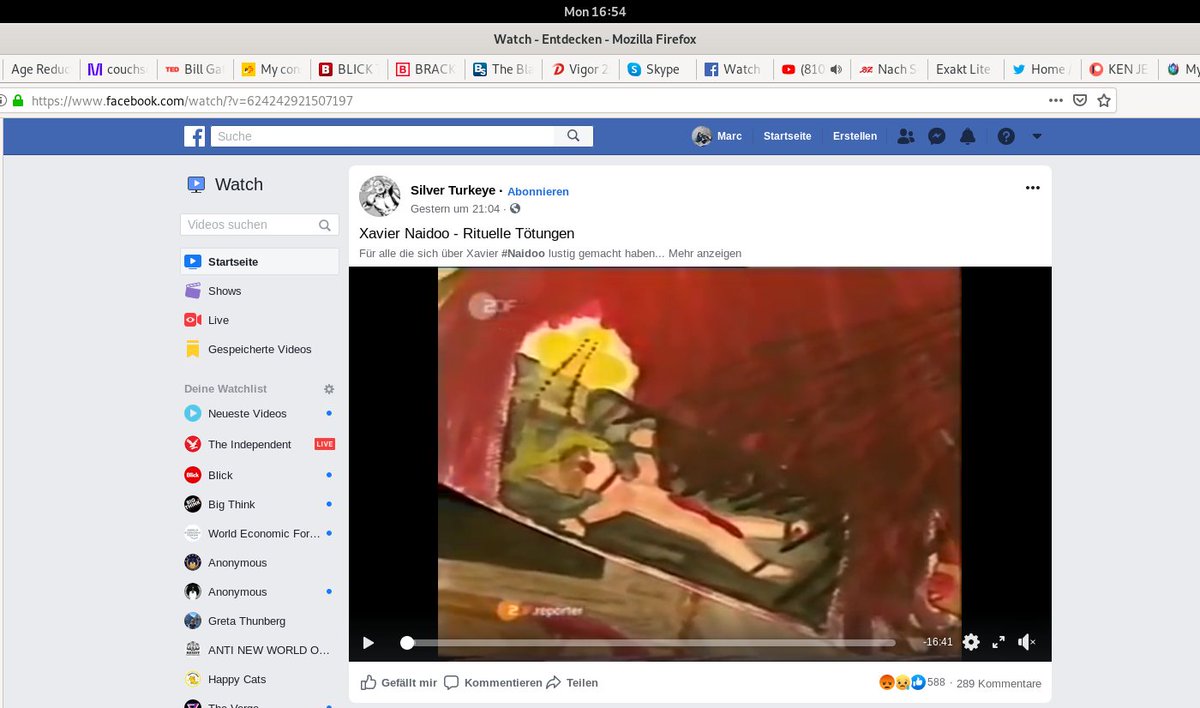 Mon 16:54
Watch - Entdecken - Mozilla Firefox
Age Reduc couchs TED Bill Ga My con B BLICK B BRACK Bs The Bla Vigor 2 Skype Watch (810 .BZ Nach S Exakt Lite Home / KEN JE My
https://www.facebook.com/watch/?v=624242921507197
Suche
Marc Startseite Erstellen
Watch
Videos suchen
Startseite
Shows
Live
Gespeicherte Videos
Deine Watchlist
Neueste Videos
The Independent LIVE
Blick
Big Think
World Economic For...
Anonymous
Anonymous
Greta Thunberg
ANTI NEW WORLD O...
Happy Cats
The Verge
Silver Turkeye · Abonnieren
Gestern um 21:04 ·
Xavier Naidoo - Rituelle Tötungen
Für alle die sich über Xavier #Naidoo lustig gemacht haben... Mehr anzeigen
ZDF
.reporter
-16:41
Gefällt mir Kommentieren Teilen
588 · 289 Kommentare